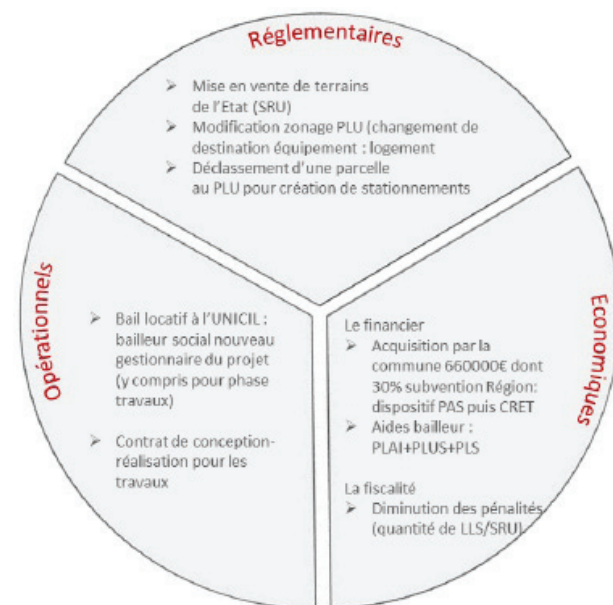 Réglementaires
➢ Mise en vente de terrains
de l'Etat (SRU)
➢ Modification zonage PLU (changement de
destination équipement : logement
➢ Déclassement d'une parcelle
au PLU pour création de stationnements
Opérationnels
➢ Bail locatif à l'UNICIL :
bailleur social nouveau
gestionnaire du projet
(y compris pour phase
travaux)
➢ Contrat de conception-
réalisation pour les
travaux
Economiques
Le financier
➢ Acquisition par la
commune 660000€ dont
30% subvention Région:
dispositif PAS puis CRET
➢ Aides bailleur :
PLAI+PLUS+PLS
La fiscalité
➢ Diminution des pénalités
(quantité de LLS/SRU)